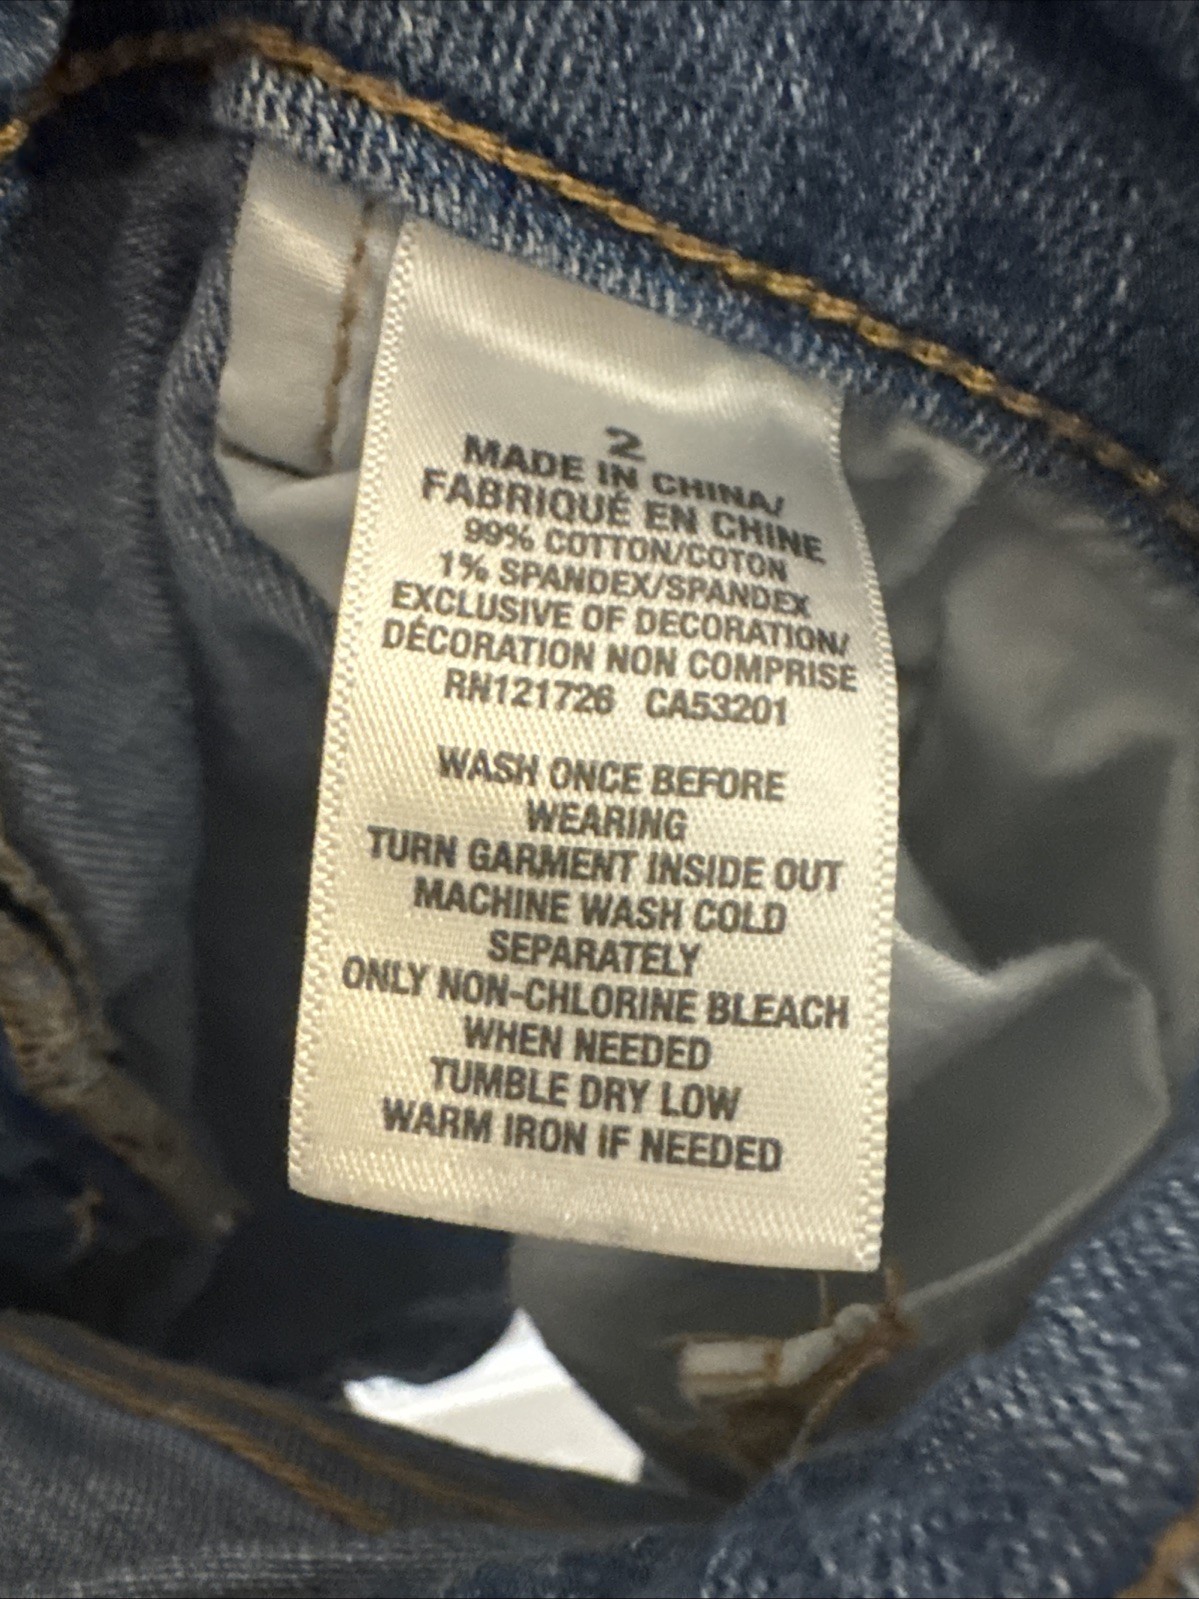 2
MADE IN CHINA/
FABRIQUÉ EN CHINE
99% COTTON/COTON
1% SPANDEX/SPANDEX
EXCLUSIVE OF DECORATION/
DÉCORATION NON COMPRISE
RN121726 CA53201
WASH ONCE BEFORE
WEARING
TURN GARMENT INSIDE OUT
MACHINE WASH COLD
SEPARATELY
ONLY NON-CHLORINE BLEACH
WHEN NEEDED
TUMBLE DRY LOW
WARM IRON IF NEEDED